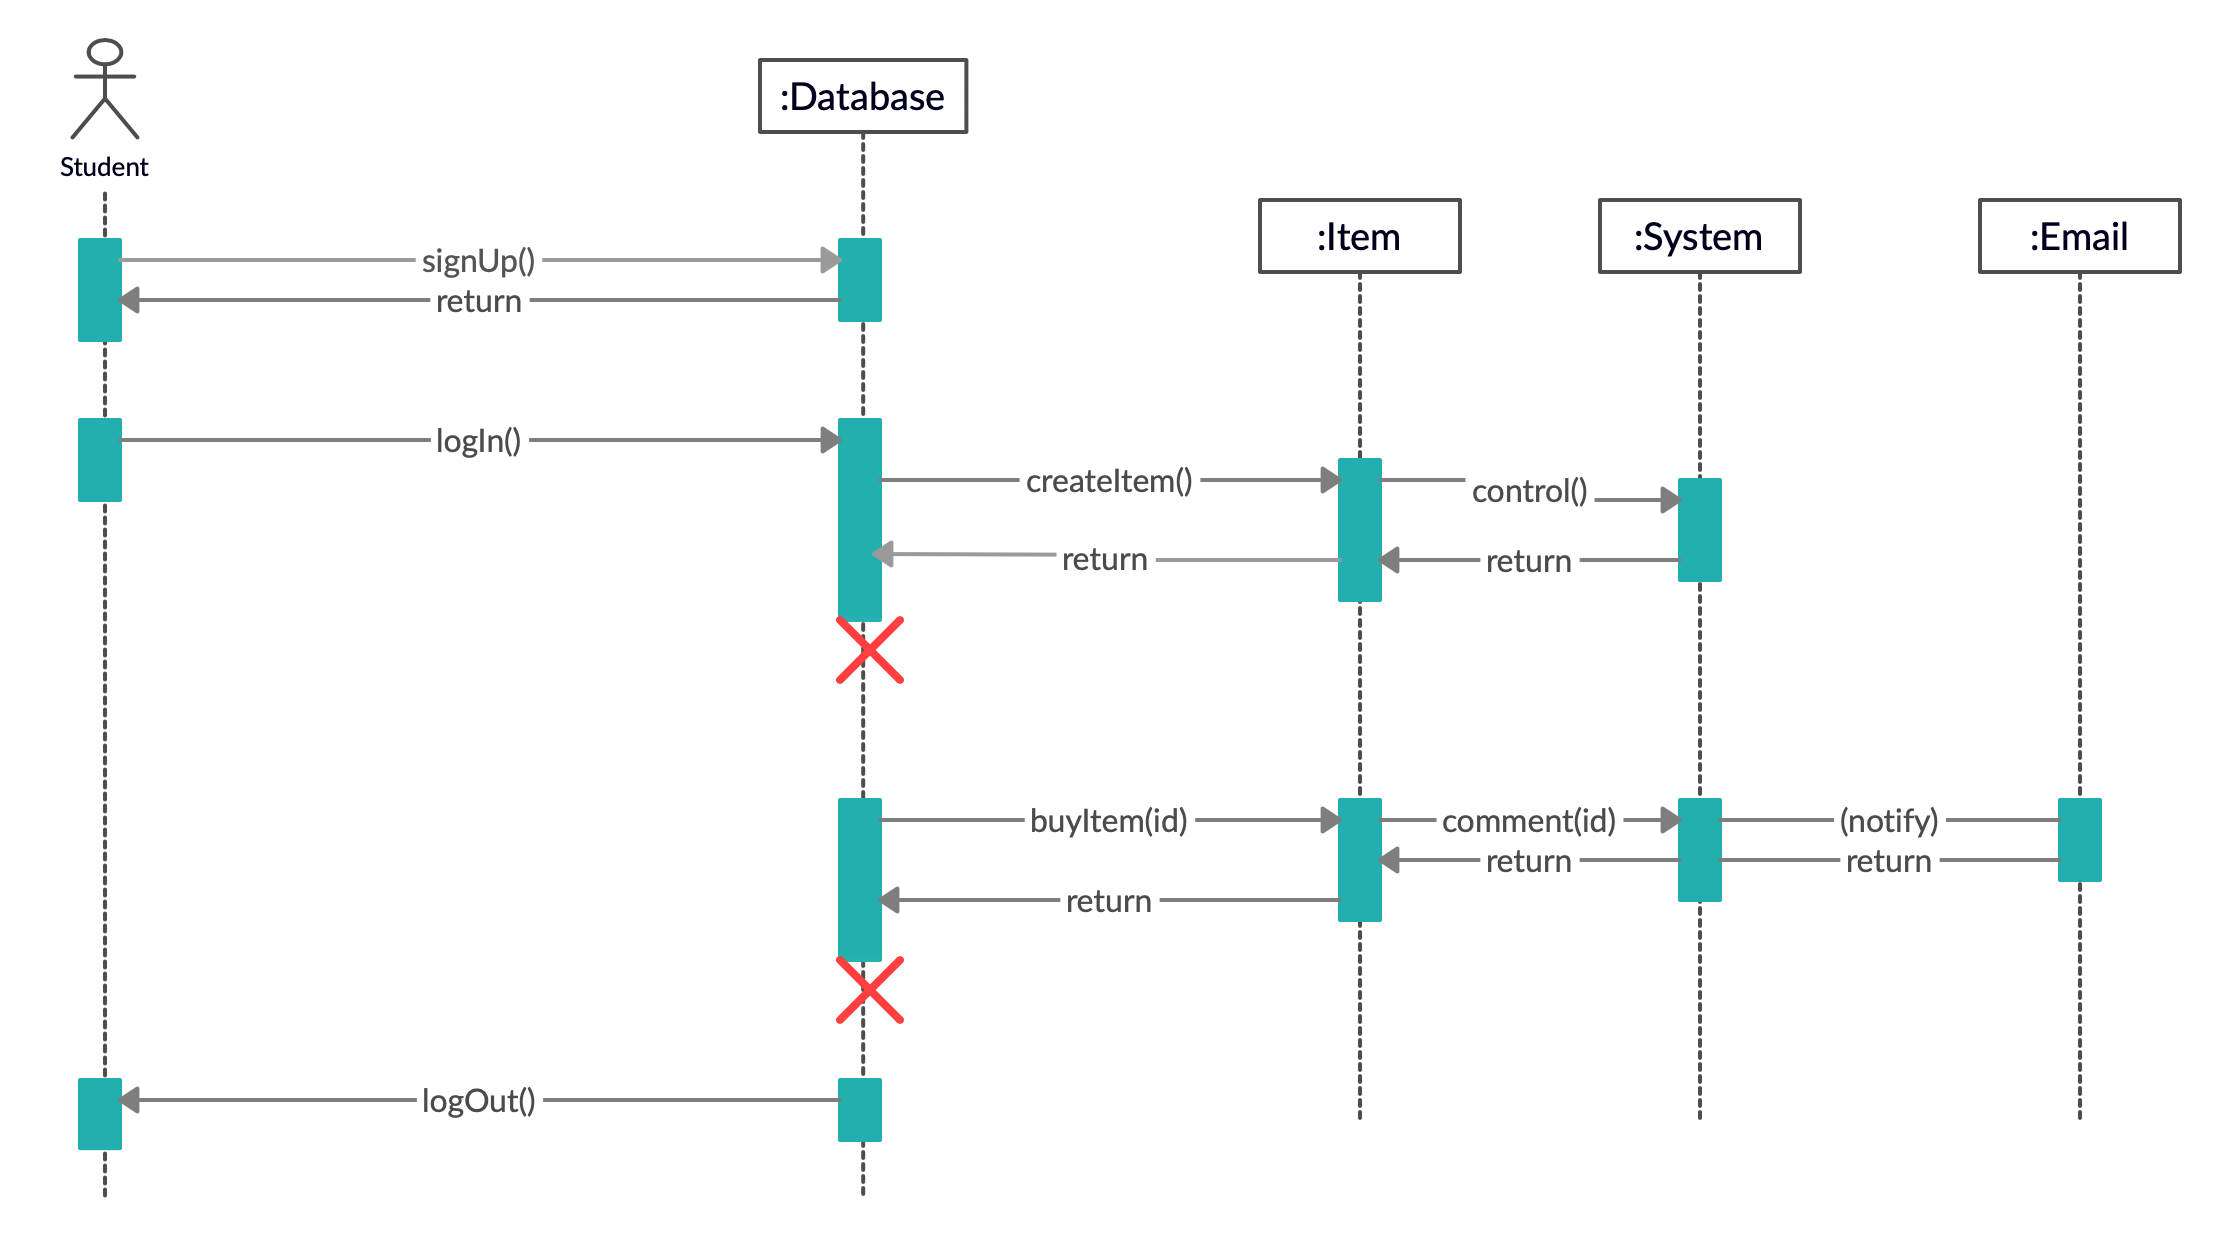 Student
:Database
:Item
:System
:Email
signUp()
return
logIn()
createItem()
control()
return
return
buyItem(id)
comment(id)
(notify)
return
return
return
logOut()